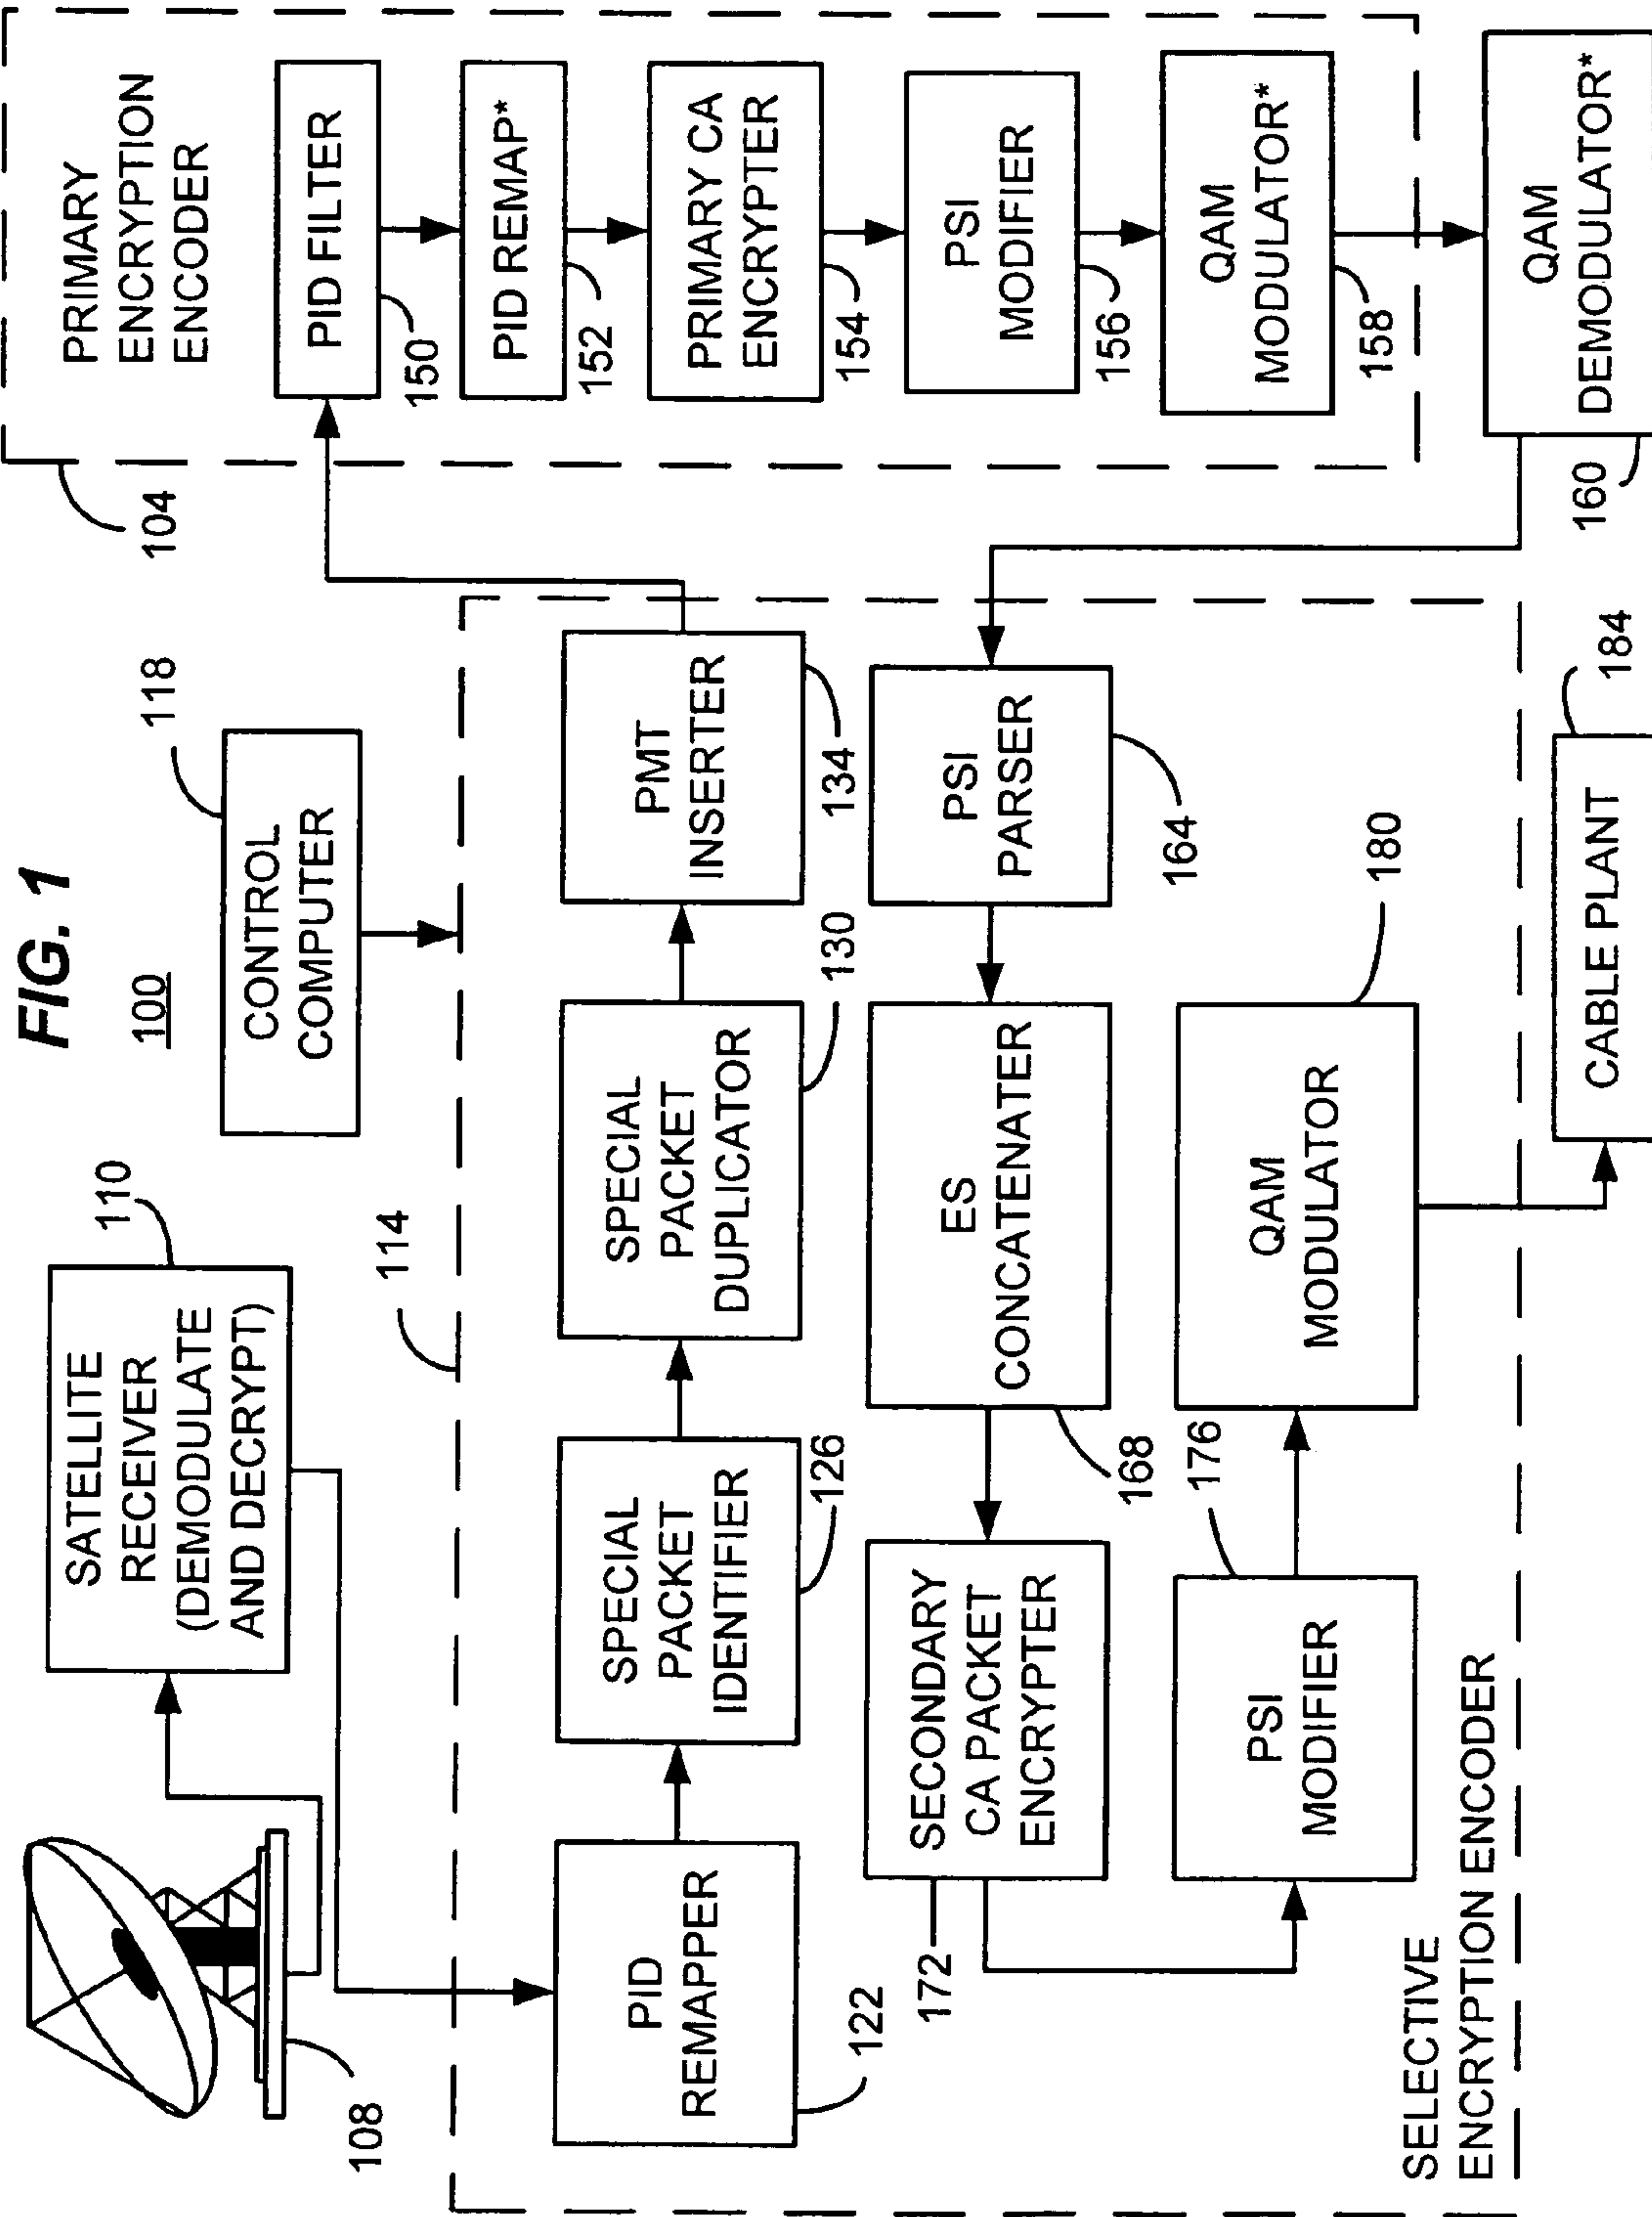 FIG. 1
100
108
SATELLITE
RECEIVER
(DEMODULATE
AND DECRYPT)
110
CONTROL
COMPUTER
118
114
PID
REMAPPER
122
SPECIAL
PACKET
IDENTIFIER
126
SPECIAL
PACKET
DUPLICATOR
130
PMT
INSERTER
134
104
PRIMARY
ENCRYPTION
ENCODER
PID FILTER
150
PID REMAP*
152
PRIMARY CA
ENCRYPTER
154
PSI
MODIFIER
156
QAM
MODULATOR*
158
QAM
DEMODULATOR*
160
PSI
PARSER
164
ES
CONCATENATER
168
SECONDARY
CA PACKET
ENCRYPTER
172
PSI
MODIFIER
176
QAM
MODULATOR
180
CABLE PLANT
184
SELECTIVE
ENCRYPTION ENCODER